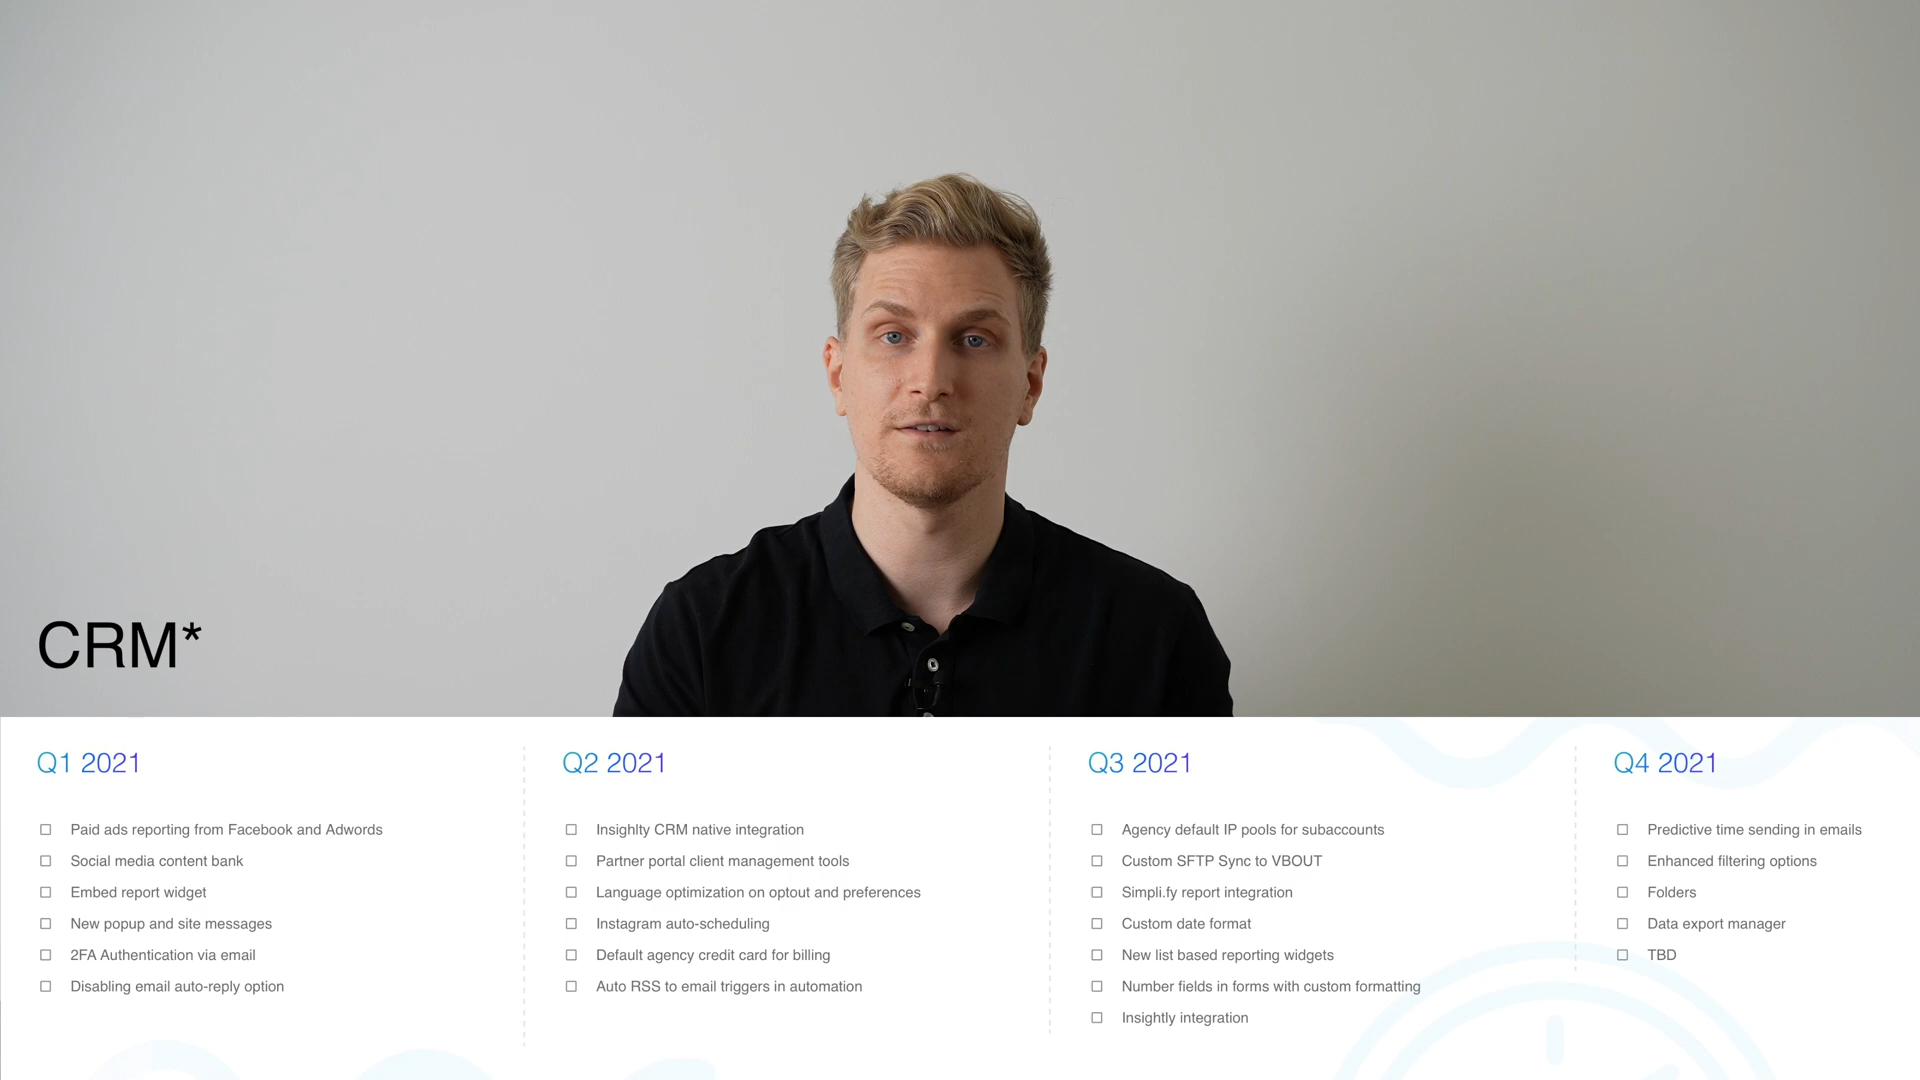 CRM*
Q1 2021
Paid ads reporting from Facebook and Adwords
Social media content bank
Embed report widget
New popup and site messages
2FA Authentication via email
Disabling email auto-reply option
Q2 2021
Insighlty CRM native integration
Partner portal client management tools
Language optimization on optout and preferences
Instagram auto-scheduling
Default agency credit card for billing
Auto RSS to email triggers in automation
Q3 2021
Agency default IP pools for subaccounts
Custom SFTP Sync to VBOUT
Simpli.fy report integration
Custom date format
New list based reporting widgets
Number fields in forms with custom formatting
Insightly integration
Q4 2021
Predictive time sending in emails
Enhanced filtering options
Folders
Data export manager
TBD